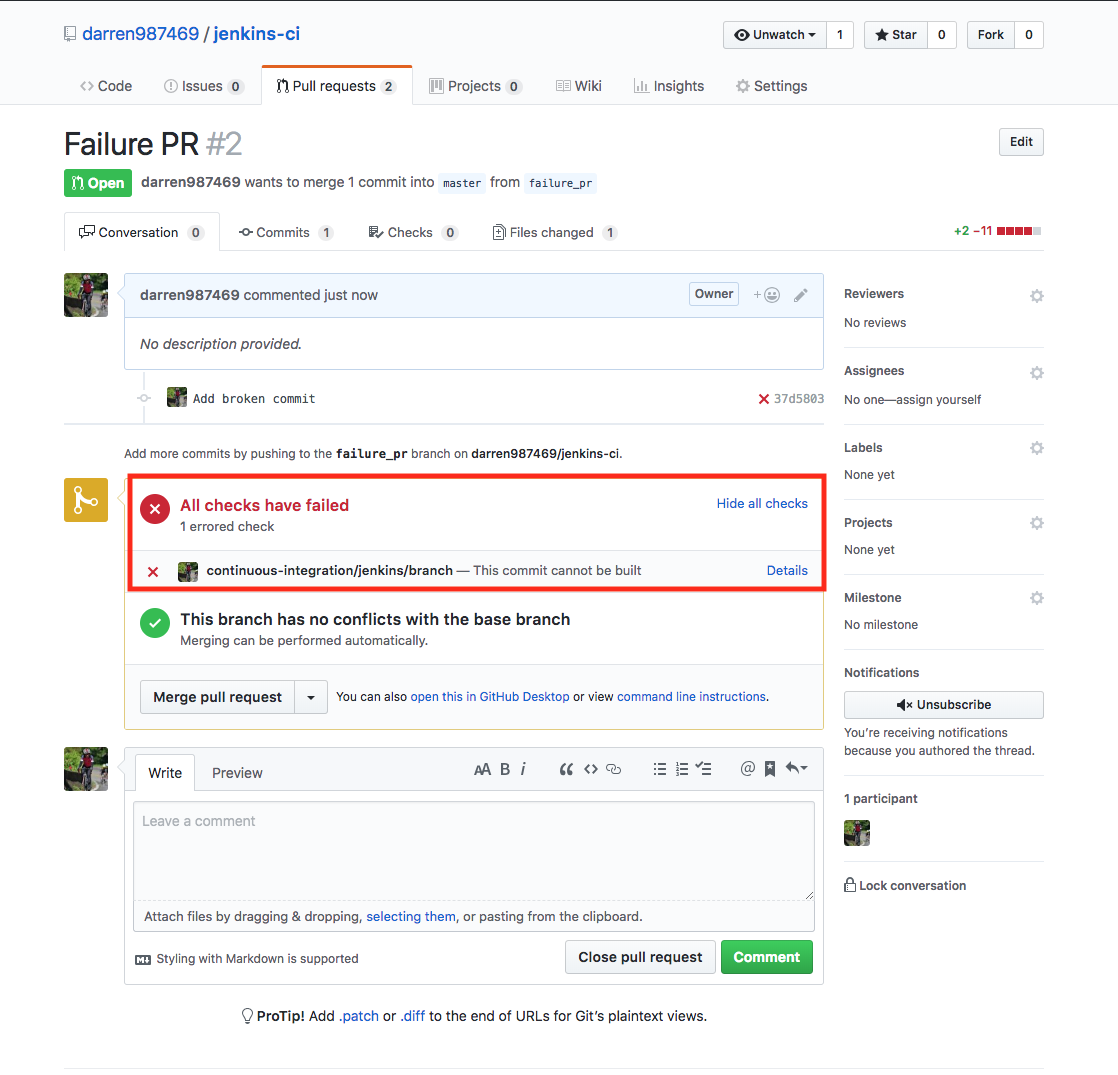 darren987469 / jenkins-ci
Unwatch 1 Star 0 Fork 0
Code Issues 0 Pull requests 2 Projects 0 Wiki Insights Settings
Failure PR #2
Edit
Open darren987469 wants to merge 1 commit into master from failure_pr
Conversation 0 Commits 1 Checks 0 Files changed 1 +2 −11
darren987469 commented just now Owner
No description provided.
Add broken commit 37d5803
Add more commits by pushing to the failure_pr branch on darren987469/jenkins-ci.
All checks have failed Hide all checks
1 errored check
continuous-integration/jenkins/branch — This commit cannot be built Details
This branch has no conflicts with the base branch
Merging can be performed automatically.
Merge pull request You can also open this in GitHub Desktop or view command line instructions.
Write Preview AA B i
Leave a comment
Attach files by dragging & dropping, selecting them, or pasting from the clipboard.
Styling with Markdown is supported
Close pull request Comment
ProTip! Add .patch or .diff to the end of URLs for Git’s plaintext views.
Reviewers
No reviews
Assignees
No one—assign yourself
Labels
None yet
Projects
None yet
Milestone
No milestone
Notifications
Unsubscribe
You’re receiving notifications
because you authored the thread.
1 participant
Lock conversation